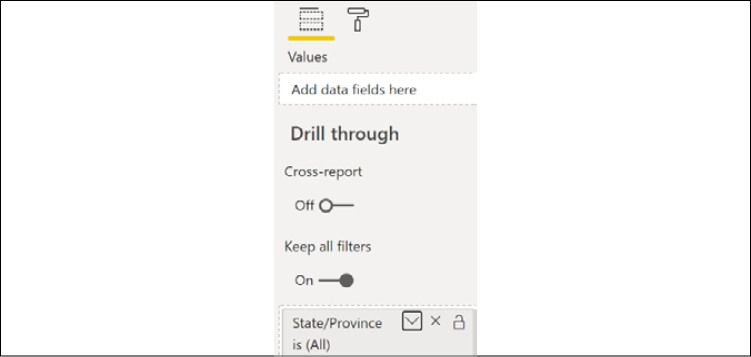 Values
Add data fields here
Drill through
Cross-report
Off
Keep all filters
On
State/Province
is (All)